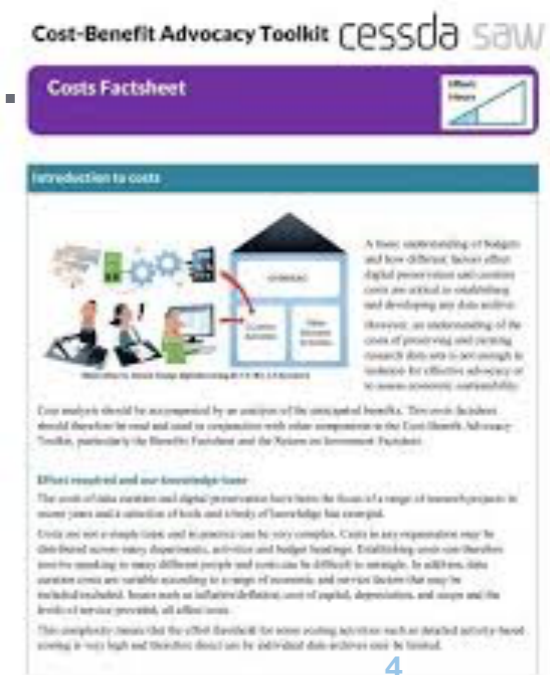 Cost-Benefit Advocacy Toolkit cessda saw
Costs Factsheet
Effort
Hours
Introduction to costs
A basic understanding of budgets
and how different factors affect
digital preservation and curation
costs are critical to establishing
and developing any data archive.
However, an understanding of the
costs of preserving and curating
research data sets is not enough in
isolation for effective advocacy or
to assess economic sustainability.
Cost analysis should be accompanied by an analysis of the anticipated benefits. This costs factsheet
should therefore be read and used in conjunction with other components in the Cost-Benefit Advocacy
Toolkit, particularly the Benefits Factsheet and the Return on Investment Factsheet.
Effort required and our knowledge base
The costs of data curation and digital preservation have been the focus of a range of research projects in
recent years and a selection of tools and a body of knowledge has emerged.
Costs are not a simple topic and in practice can be very complex. Costs in any organisation may be
distributed across many departments, activities and budget headings. Establishing costs can therefore
involve speaking to many different people and costs can be difficult to untangle. In addition, data
curation costs are variable according to a range of economic and service factors that may be
included/excluded. Issues such as inflation/deflation, cost of capital, depreciation, and scope and the
levels of service provided, all affect costs.
This complexity means that the effort threshold for some costing activities such as detailed activity-based
costing is very high and therefore direct use by individual data archives may be limited.
4